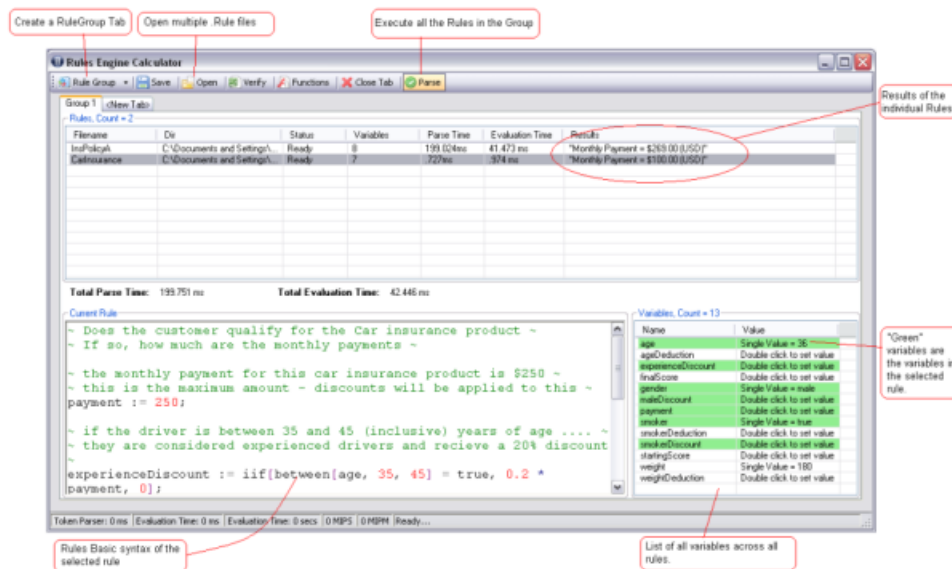 Create a RuleGroup Tab
Open multiple .Rule files
Execute all the Rules in the Group
Rules Engine Calculator
Rule Group Save Open Verify Functions Close Tab Parse
Group 1 <New Tab>
Rules, Count = 2
Filename Dir Status Variables Parse Time Evaluation Time Results
InsPolicyA C:\Documents and Settings\... Ready 8 199.024ms 41.473 ms "Monthly Payment = $269.00 (USD)"
CarInsurance C:\Documents and Settings\... Ready 7 .727ms .974 ms "Monthly Payment = $100.00 (USD)"
Results of the
individual Rules
Total Parse Time: 199.751 ms Total Evaluation Time: 42.446 ms
Current Rule
~ Does the customer qualify for the Car insurance product ~
~ If so, how much are the monthly payments ~
~ the monthly payment for this car insurance product is $250 ~
~ this is the maximum amount - discounts will be applied to this ~
payment := 250;
~ if the driver is between 35 and 45 (inclusive) years of age .... ~
~ they are considered experienced drivers and recieve a 20% discount
~
experienceDiscount := iif[between[age, 35, 45] = true, 0.2 *
payment, 0];
Variables, Count = 13
Name Value
age Single Value = 36
ageDeduction Double click to set value
experienceDiscount Double click to set value
finalScore Double click to set value
gender Single Value = male
maleDiscount Double click to set value
payment Double click to set value
smoker Single Value = true
smokerDeduction Double click to set value
smokerDiscount Double click to set value
startingScore Double click to set value
weight Single Value = 180
weightDeduction Double click to set value
"Green"
variables are
the variables i
the selected
rule.
Token Parser: 0 ms Evaluation Time: 0 ms Evaluation Time: 0 secs 0 MIPS 0 MIPM Ready...
Rules Basic syntax of the
selected rule
List of all variables across all
rules.